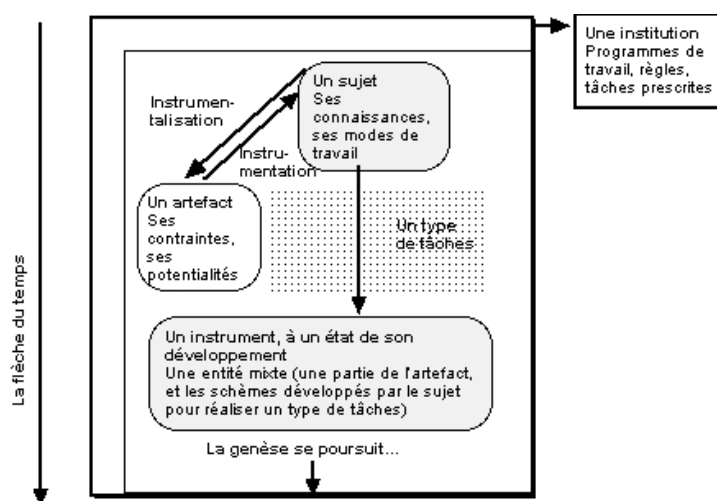 Une institution
Programmes de
travail, règles,
tâches prescrites
Un sujet
Ses
connaissances,
ses modes de
travail
Instrumen-
talisation
Instru-
mentation
Un artefact
Ses
contraintes,
ses
potentialités
Un type
de tâches
La flèche du temps
Un instrument, à un état de son
développement
Une entité mixte (une partie de l'artefact,
et les schèmes développés par le sujet
pour réaliser un type de tâches)
La genèse se poursuit...